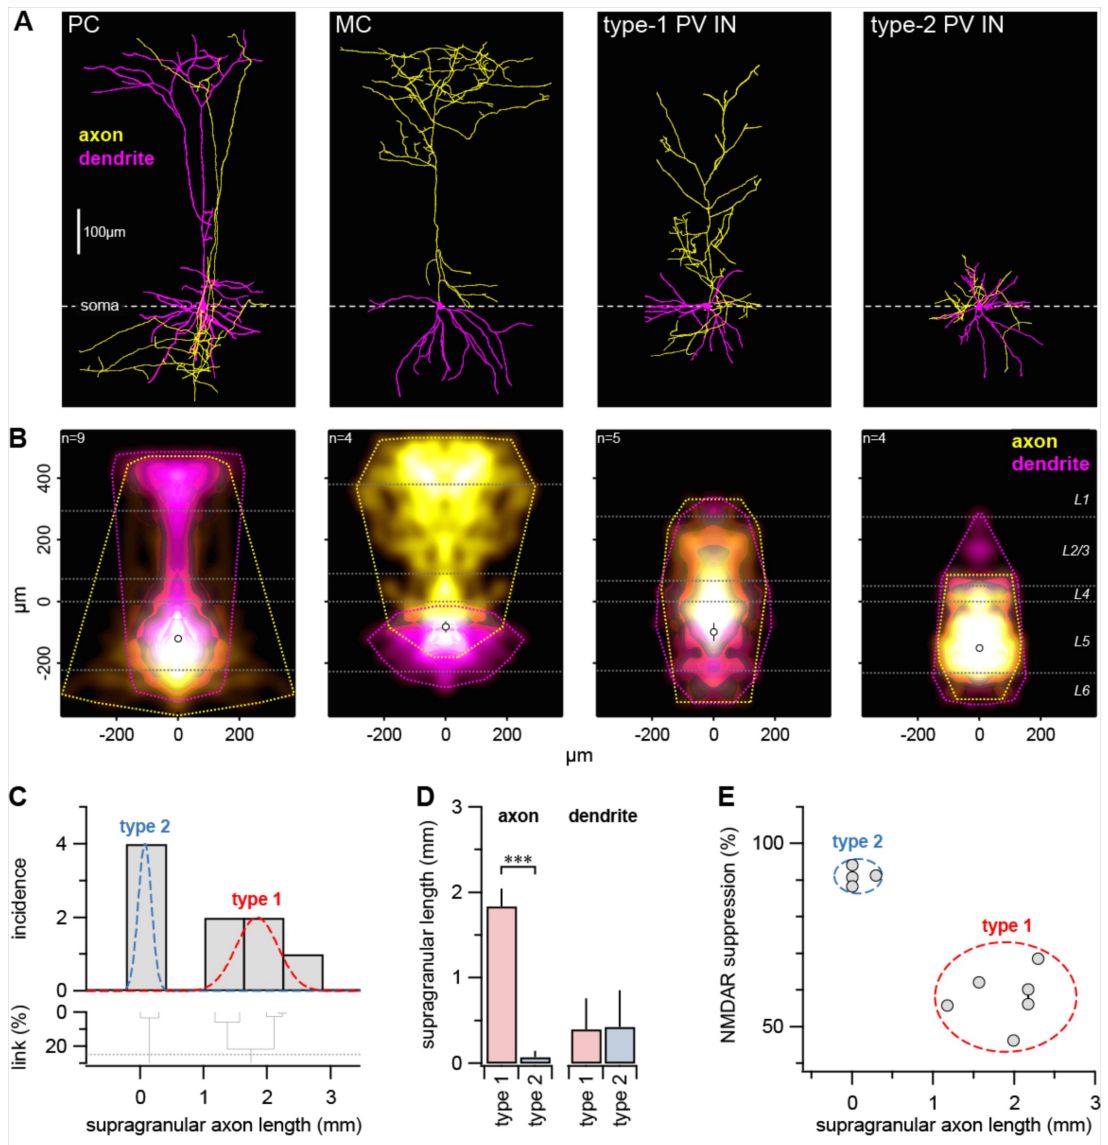 A
PC
MC
type-1 PV IN
type-2 PV IN
axon
dendrite
100µm
soma
B
n=9
n=4
n=5
n=4
axon
dendrite
400
200
0
-200
µm
L1
L2/3
L4
L5
L6
-200 0 200
-200 0 200
-200 0 200
-200 0 200
µm
C
type 2
type 1
incidence
4
2
0
link (%)
0
20
0 1 2 3
supragranular axon length (mm)
D
axon
dendrite
***
supragranular length (mm)
3
2
1
0
type 1
type 2
type 1
type 2
E
type 2
type 1
NMDAR suppression (%)
100
50
0 1 2 3
supragranular axon length (mm)